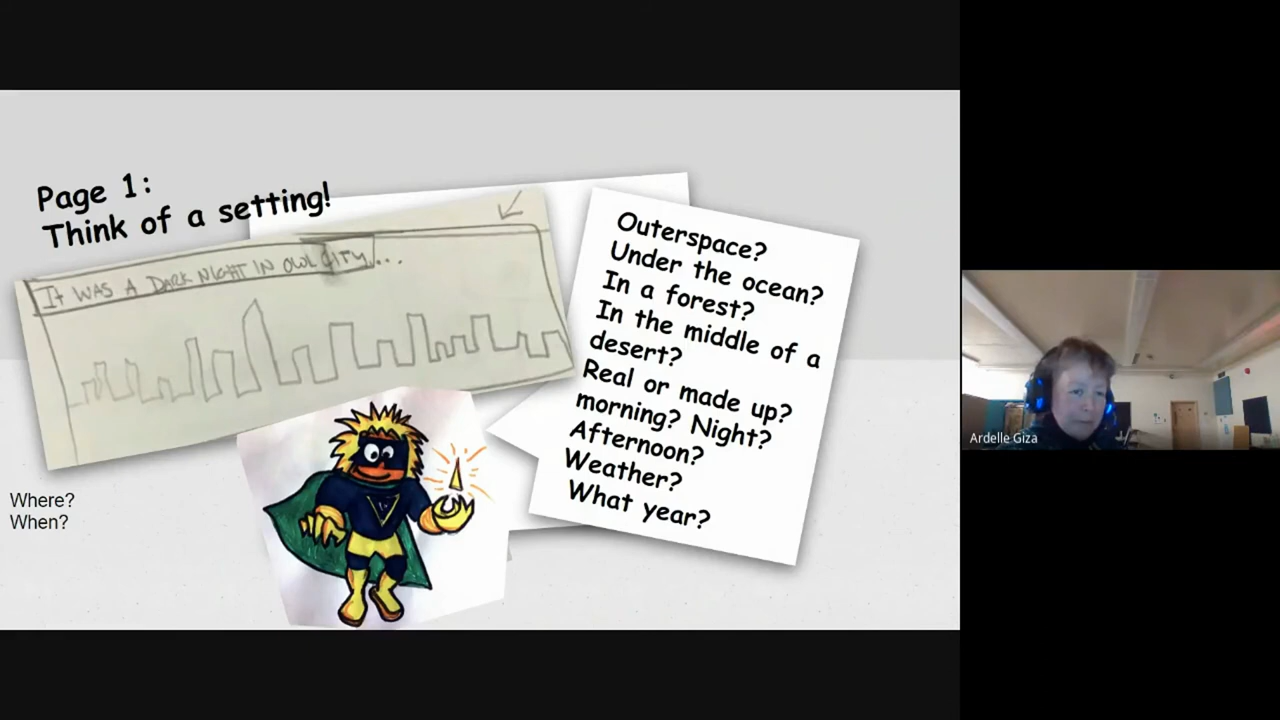 Page 1:
Think of a setting!
IT WAS A DARK NIGHT IN OWL CITY...
Outerspace?
Under the ocean?
In a forest?
In the middle of a
desert?
Real or made up?
morning? Night?
Afternoon?
Weather?
What year?
Where?
When?
Ardelle Giza